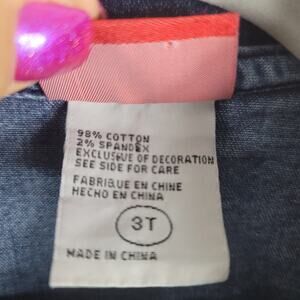 98% COTTON
2% SPANDEX
EXCLUSIVE OF DECORATION
SEE SIDE FOR CARE
FABRIQUE EN CHINE
HECHO EN CHINA
3T
MADE IN CHINA